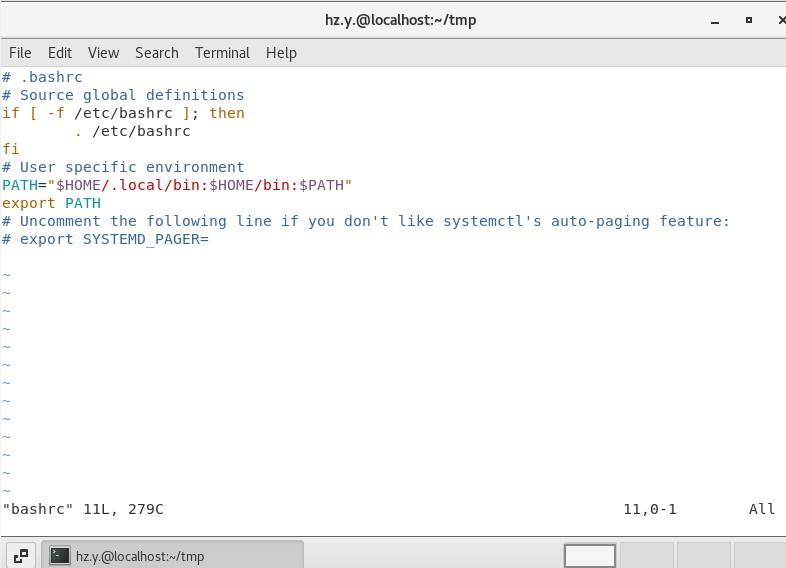 hz.y.@localhost:~/tmp
File Edit View Search Terminal Help
# .bashrc
# Source global definitions
if [ -f /etc/bashrc ]; then
        . /etc/bashrc
fi
# User specific environment
PATH="$HOME/.local/bin:$HOME/bin:$PATH"
export PATH
# Uncomment the following line if you don't like systemctl's auto-paging feature:
# export SYSTEMD_PAGER=
~
~
~
~
~
~
~
~
~
~
~
~
~
"bashrc" 11L, 279C 11,0-1 All
hz.y.@localhost:~/tmp